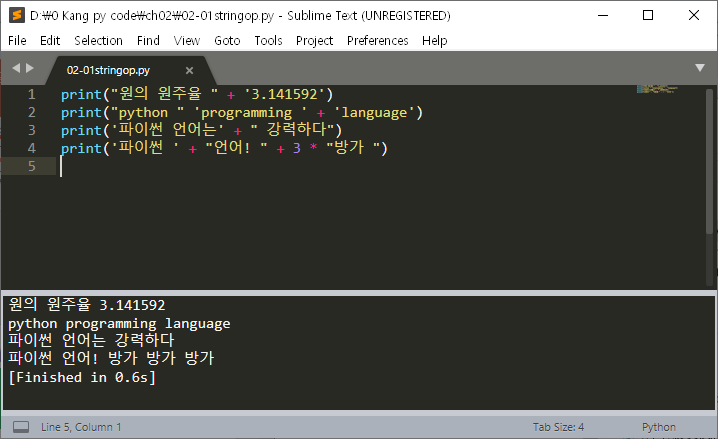 D:₩0 Kang py code₩ch02₩02-01stringop.py - Sublime Text (UNREGISTERED)
File Edit Selection Find View Goto Tools Project Preferences Help
02-01stringop.py ×
1 print("원의 원주율 " + '3.141592')
2 print("python " 'programming ' + 'language')
3 print('파이썬 언어는' + " 강력하다")
4 print('파이썬 ' + "언어! " + 3 * "방가 ")
5
원의 원주율 3.141592
python programming language
파이썬 언어는 강력하다
파이썬 언어! 방가 방가 방가
[Finished in 0.6s]
Line 5, Column 1 Tab Size: 4 Python